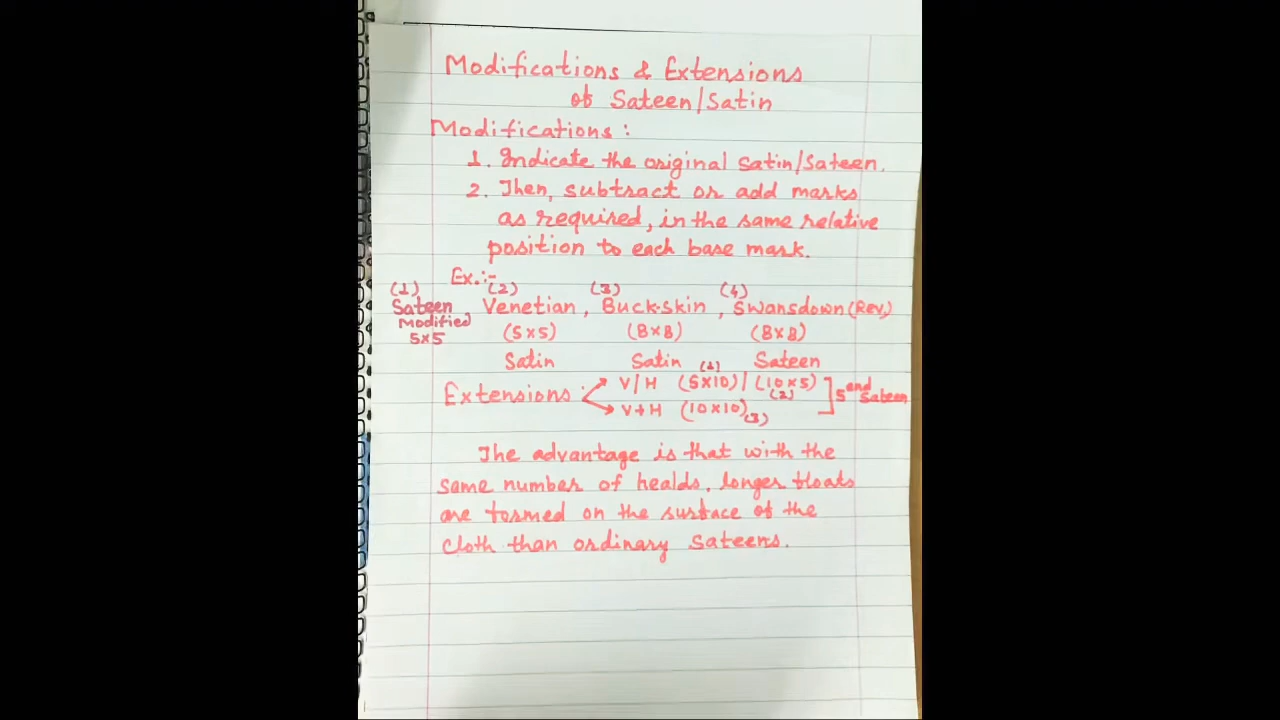 Modifications & Extensions
of Sateen/Satin
Modifications :
1. Indicate the original Satin/Sateen.
2. Then, subtract or add marks
as required, in the same relative
position to each base mark.
Ex.:-
(1) (2) (3) (4)
Sateen Venetian, Buck-skin, Swansdown (Rev.)
Modified
5x5 (5x5) (8x8) (8x8)
Satin Satin Sateen
Extensions : V/H (5x10) (1) / (10x5) (2) ] 5 end Sateen
V+H (10x10) (3)
The advantage is that with the
same number of healds, longer floats
are formed on the surface of the
cloth than ordinary Sateens.